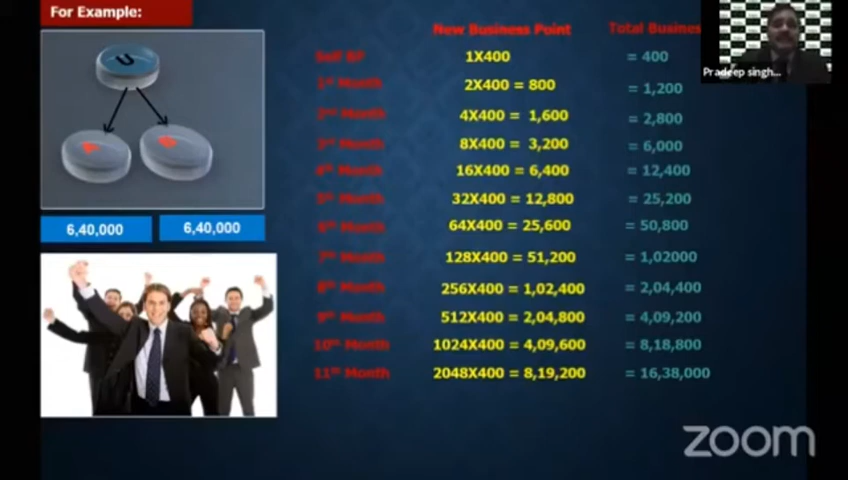 For Example:
New Business Point Total Busines
Pradeep singh...
U
Self BP 1X400 = 400
1st Month 2X400 = 800 = 1,200
2nd Month 4X400 = 1,600 = 2,800
3rd Month 8X400 = 3,200 = 6,000
4th Month 16X400 = 6,400 = 12,400
5th Month 32X400 = 12,800 = 25,200
6th Month 64X400 = 25,600 = 50,800
7th Month 128X400 = 51,200 = 1,02000
8th Month 256X400 = 1,02,400 = 2,04,400
9th Month 512X400 = 2,04,800 = 4,09,200
10th Month 1024X400 = 4,09,600 = 8,18,800
11th Month 2048X400 = 8,19,200 = 16,38,000
6,40,000 6,40,000
zoom